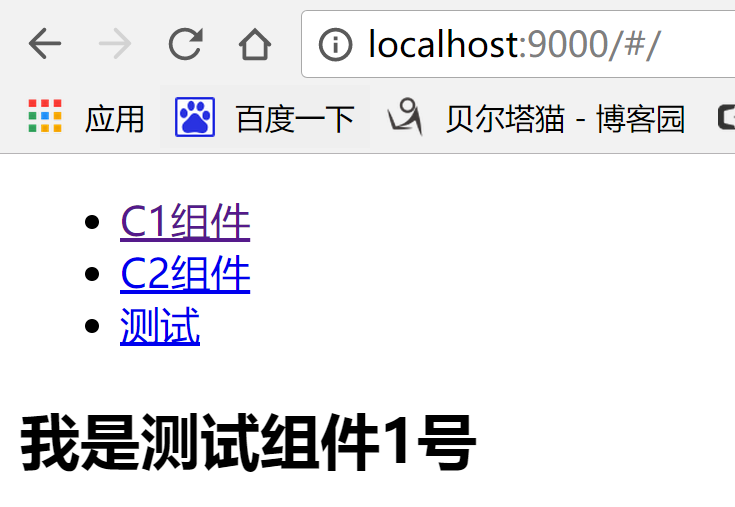 localhost:9000/#/
应用 百度一下 贝尔塔猫 - 博客园
C1组件
C2组件
测试
我是测试组件1号